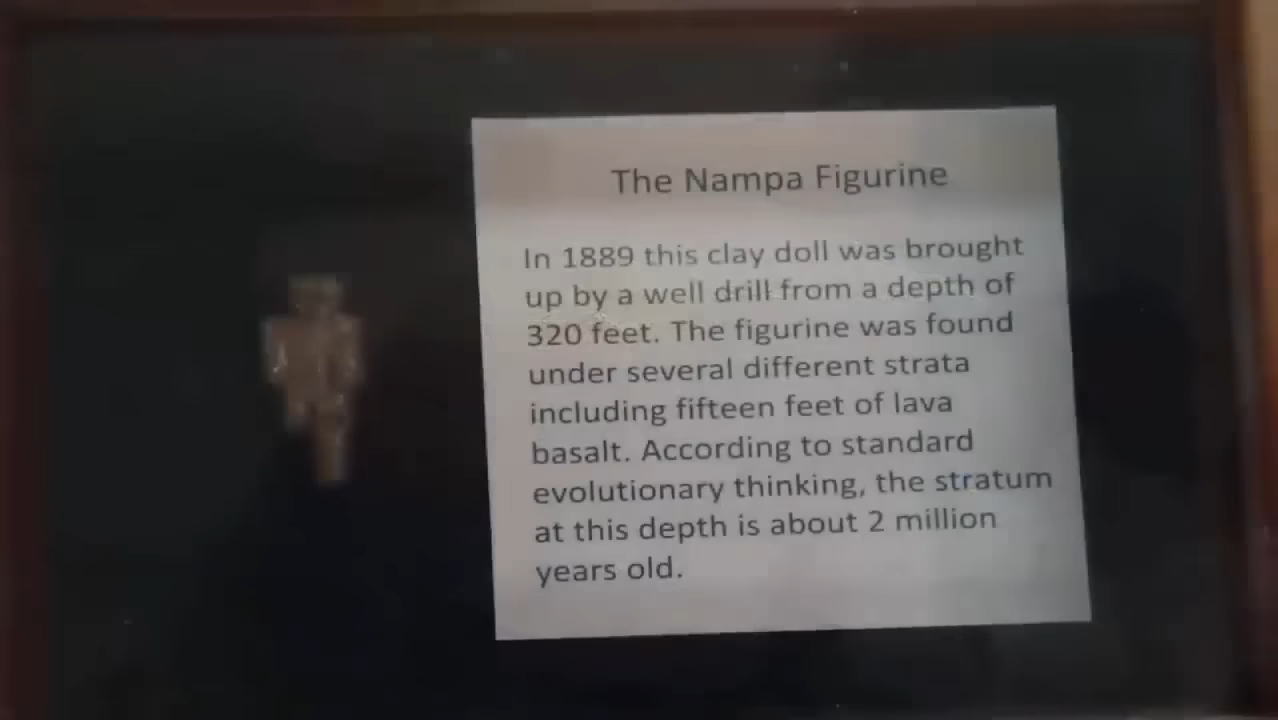 The Nampa Figurine
In 1889 this clay doll was brought
up by a well drill from a depth of
320 feet. The figurine was found
under several different strata
including fifteen feet of lava
basalt. According to standard
evolutionary thinking, the stratum
at this depth is about 2 million
years old.